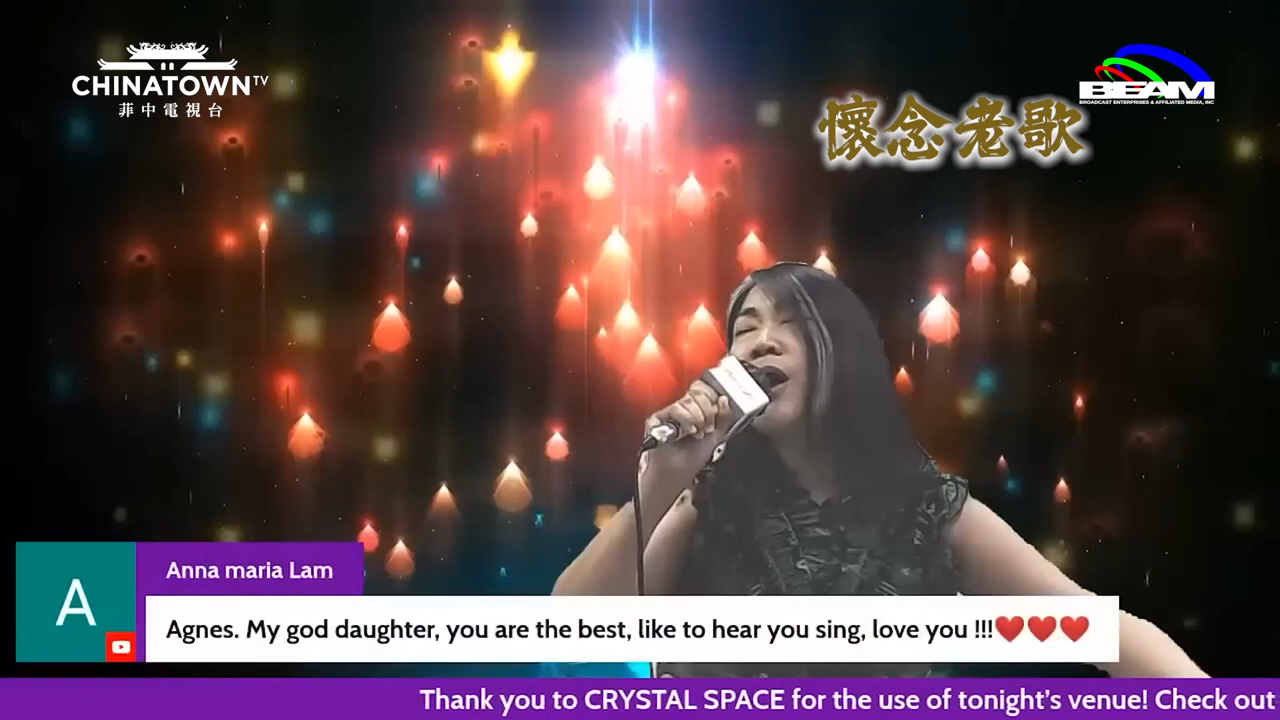 CHINATOWN TV
菲中電視台
BEAM
BROADCAST ENTERPRISES & AFFILIATED MEDIA, INC
懷念老歌
A
Anna maria Lam
Agnes. My god daughter, you are the best, like to hear you sing, love you !!!❤️❤️❤️
Thank you to CRYSTAL SPACE for the use of tonight's venue! Check out